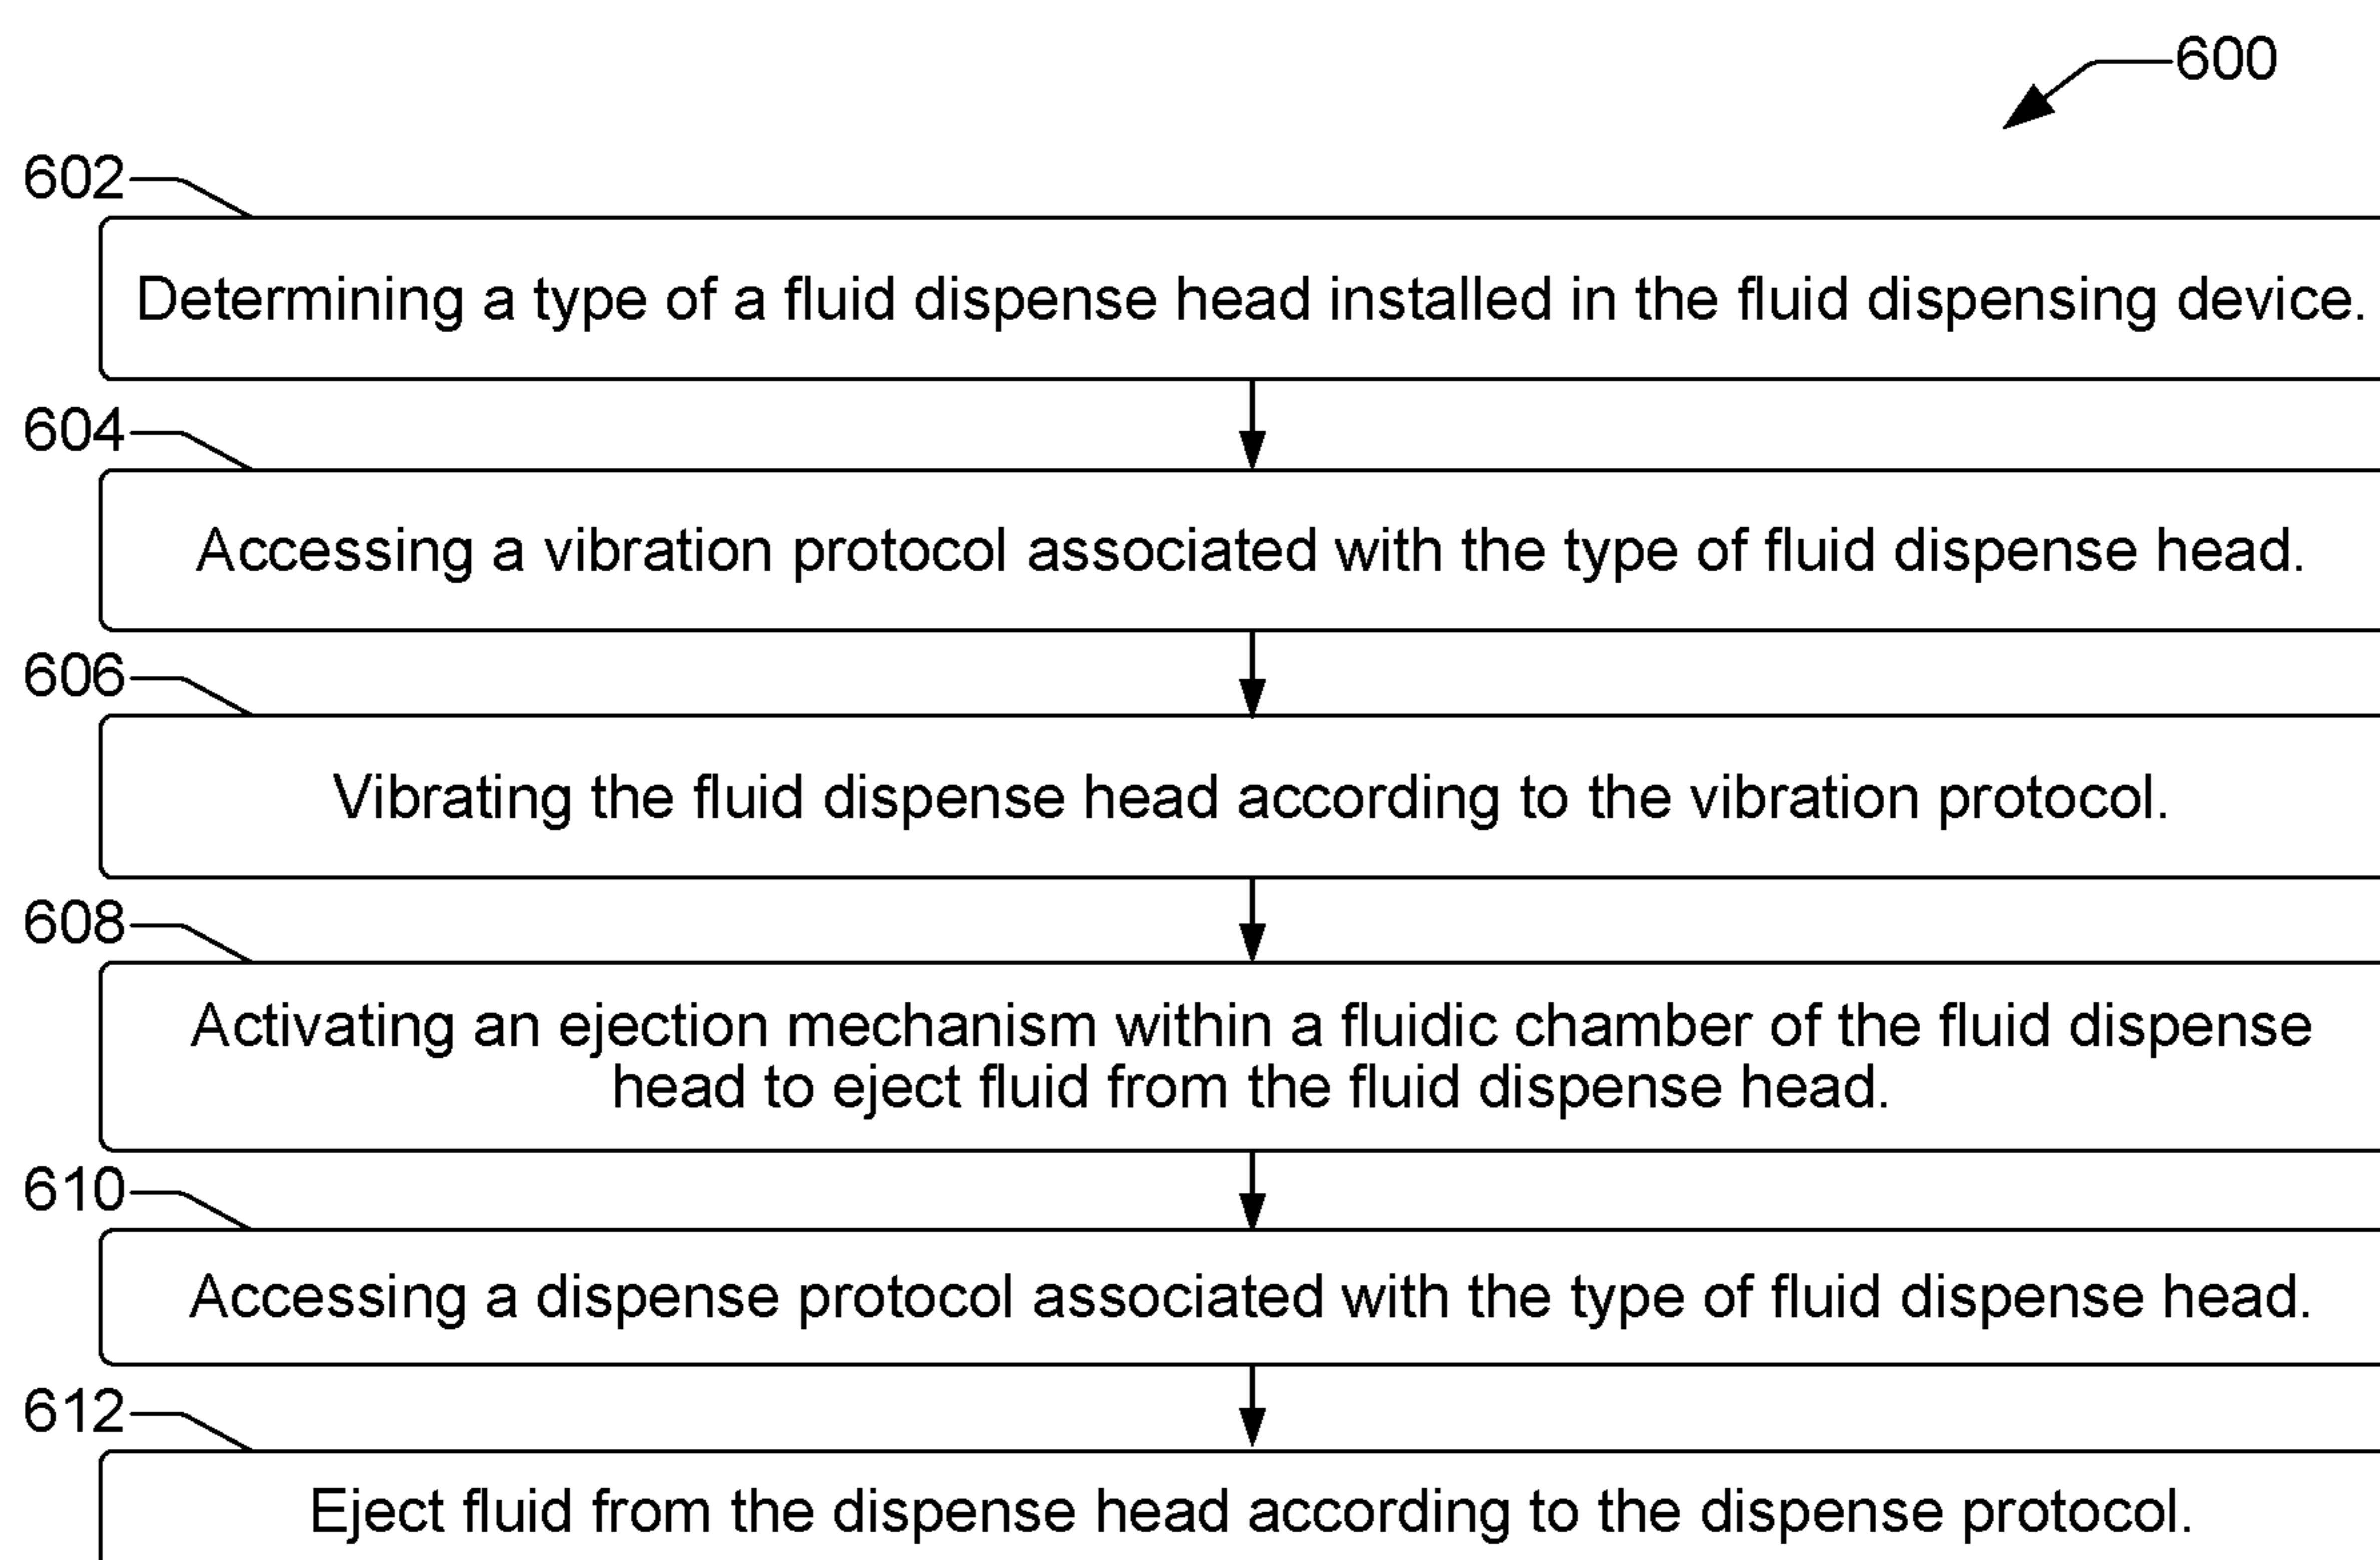 600
602
Determining a type of a fluid dispense head installed in the fluid dispensing device.
604
Accessing a vibration protocol associated with the type of fluid dispense head.
606
Vibrating the fluid dispense head according to the vibration protocol.
608
Activating an ejection mechanism within a fluidic chamber of the fluid dispense
head to eject fluid from the fluid dispense head.
610
Accessing a dispense protocol associated with the type of fluid dispense head.
612
Eject fluid from the dispense head according to the dispense protocol.